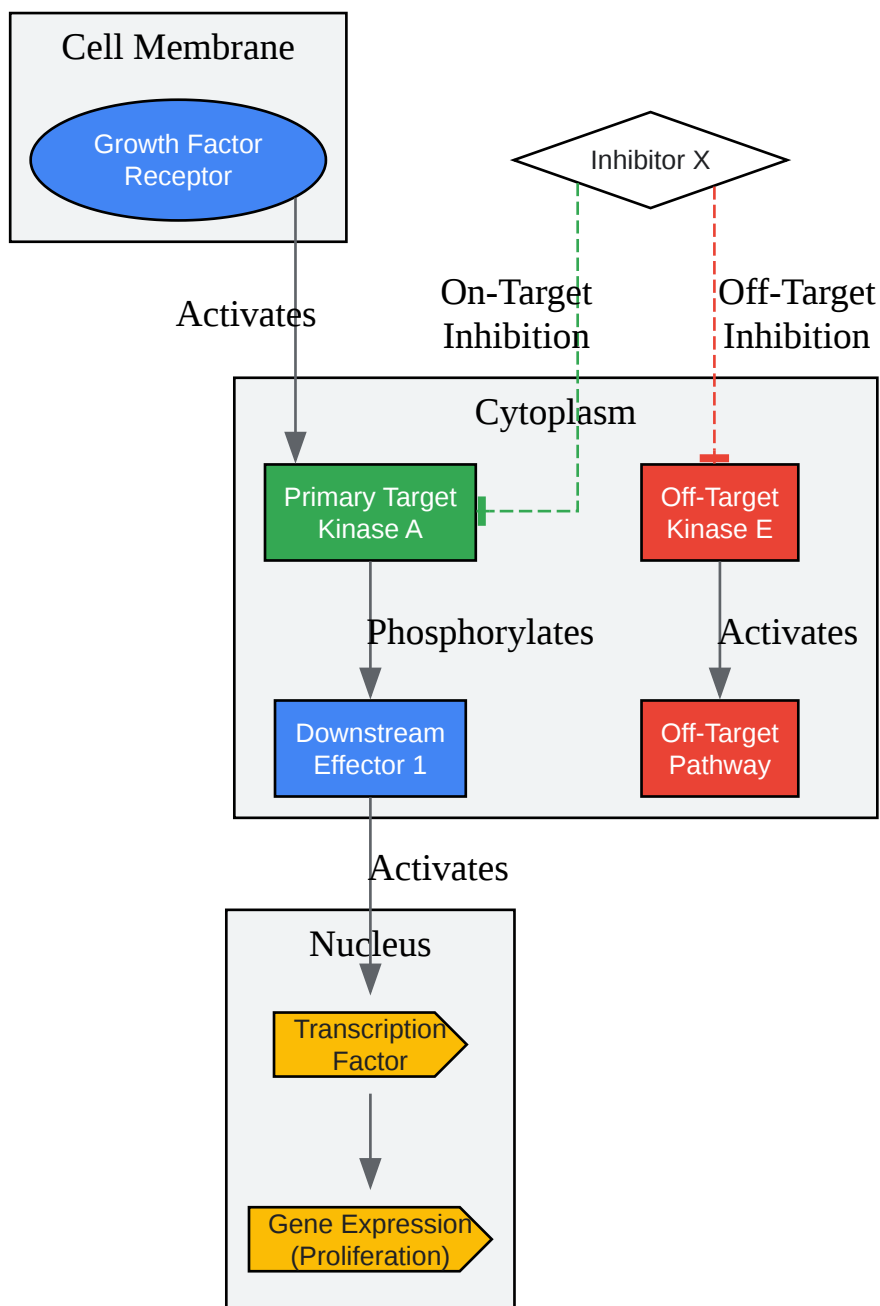 Cell Membrane
Growth Factor
Receptor
Inhibitor X
Activates
On-Target
Inhibition
Off-Target
Inhibition
Cytoplasm
Primary Target
Kinase A
Off-Target
Kinase E
Phosphorylates
Activates
Downstream
Effector 1
Off-Target
Pathway
Activates
Nucleus
Transcription
Factor
Gene Expression
(Proliferation)